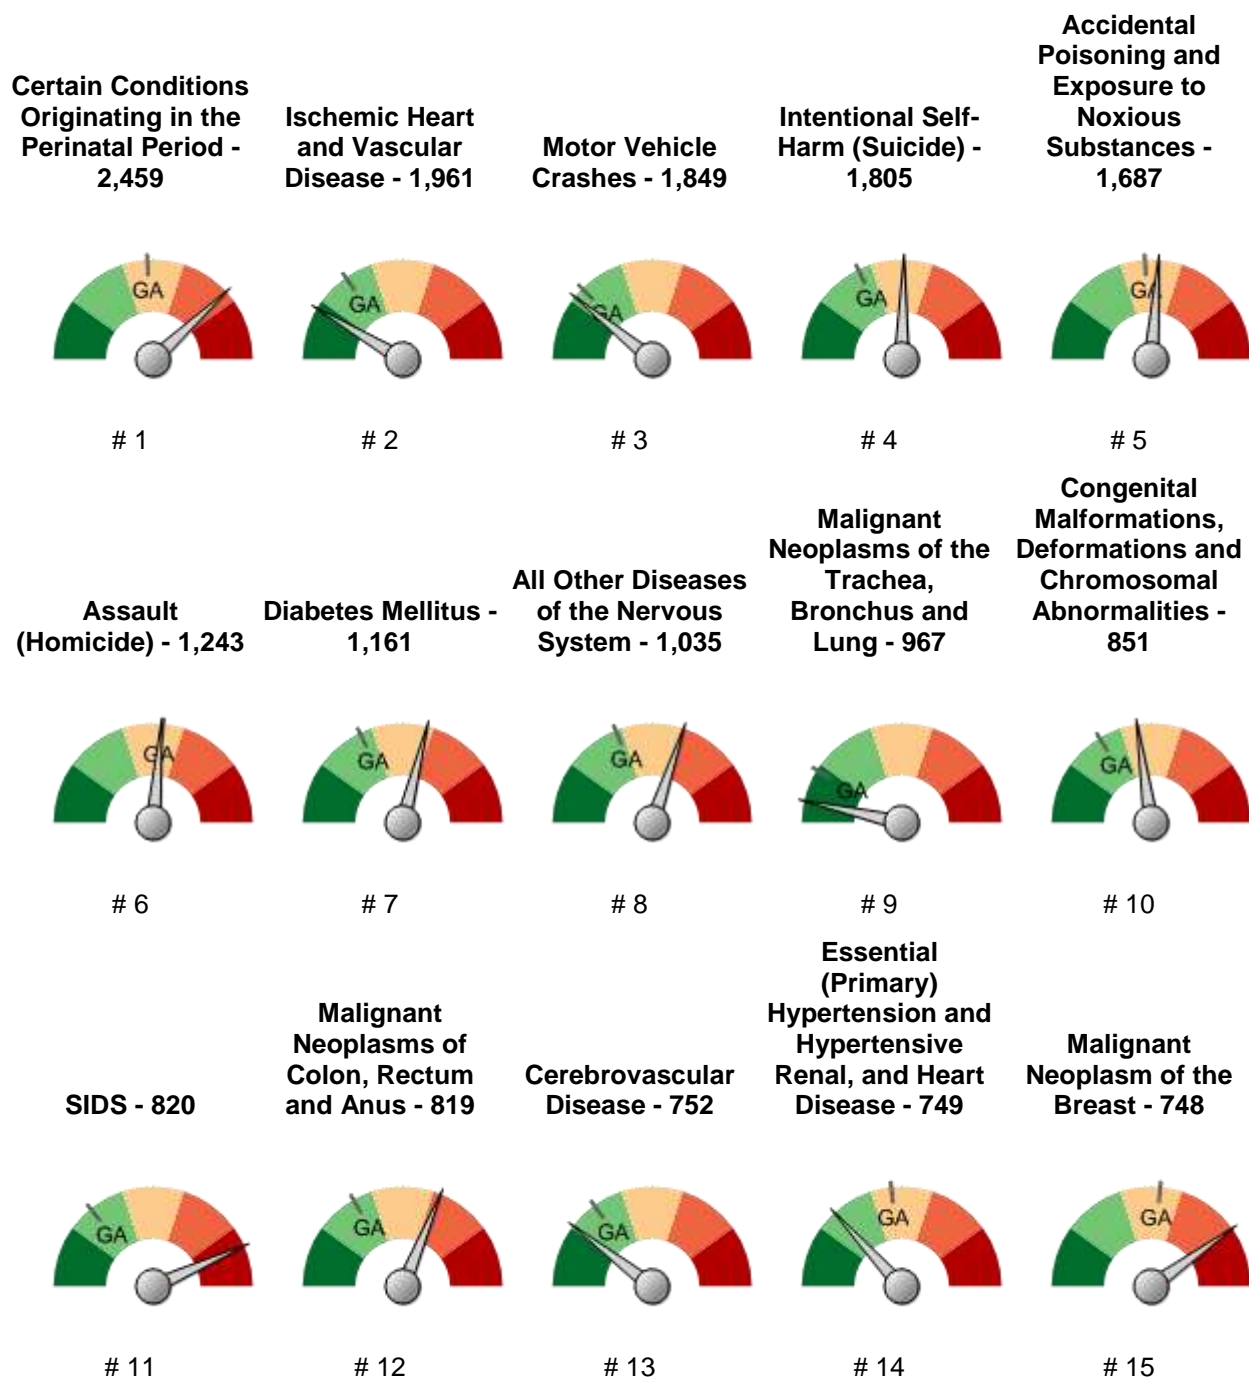 Certain Conditions
Originating in the
Perinatal Period -
2,459
Ischemic Heart
and Vascular
Disease - 1,961
Motor Vehicle
Crashes - 1,849
Intentional Self-
Harm (Suicide) -
1,805
Accidental
Poisoning and
Exposure to
Noxious
Substances -
1,687
GA
GA
GA
GA
GA
# 1
# 2
# 3
# 4
# 5
Assault
(Homicide) - 1,243
Diabetes Mellitus -
1,161
All Other Diseases
of the Nervous
System - 1,035
Malignant
Neoplasms of the
Trachea,
Bronchus and
Lung - 967
Congenital
Malformations,
Deformations and
Chromosomal
Abnormalities -
851
GA
GA
GA
GA
GA
# 6
# 7
# 8
# 9
# 10
SIDS - 820
Malignant
Neoplasms of
Colon, Rectum
and Anus - 819
Cerebrovascular
Disease - 752
Essential
(Primary)
Hypertension and
Hypertensive
Renal, and Heart
Disease - 749
Malignant
Neoplasm of the
Breast - 748
GA
GA
GA
GA
GA
# 11
# 12
# 13
# 14
# 15